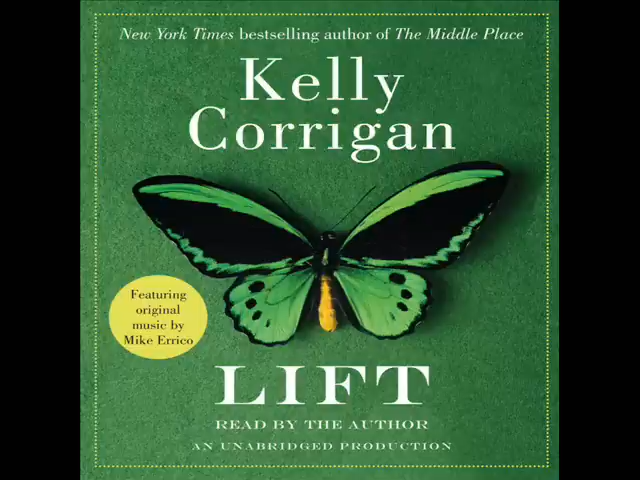 New York Times bestselling author of The Middle Place
Kelly
Corrigan
Featuring
original
music by
Mike Errico
LIFT
READ BY THE AUTHOR
AN UNABRIDGED PRODUCTION